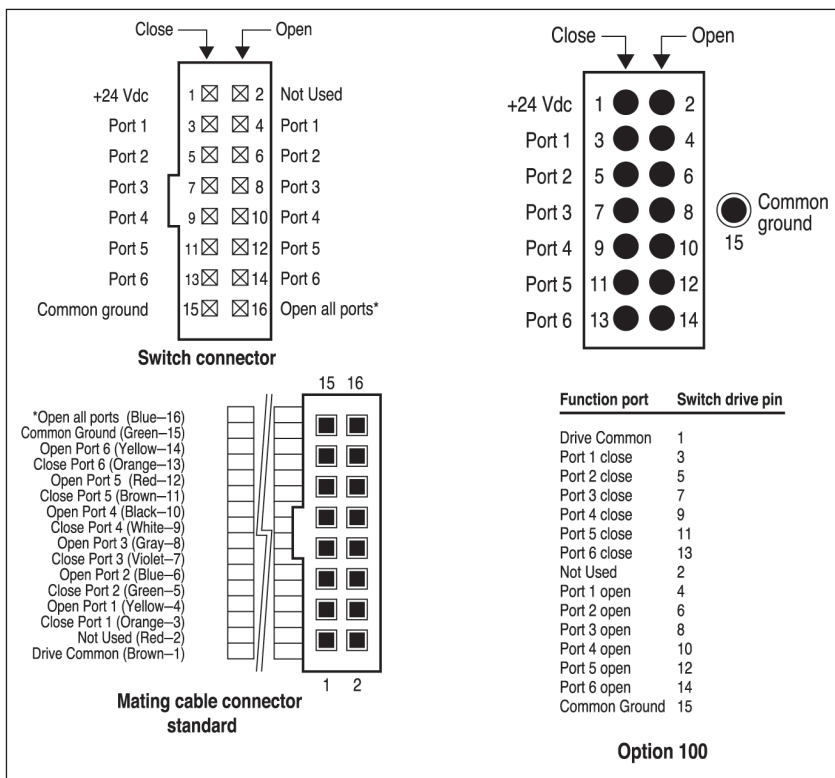 Close Open
+24 Vdc 1 2 Not Used
Port 1 3 4 Port 1
Port 2 5 6 Port 2
Port 3 7 8 Port 3
Port 4 9 10 Port 4
Port 5 11 12 Port 5
Port 6 13 14 Port 6
Common ground 15 16 Open all ports*
Switch connector
15 16
*Open all ports (Blue–16)
Common Ground (Green–15)
Open Port 6 (Yellow–14)
Close Port 6 (Orange–13)
Open Port 5 (Red–12)
Close Port 5 (Brown–11)
Open Port 4 (Black–10)
Close Port 4 (White–9)
Open Port 3 (Gray–8)
Close Port 3 (Violet–7)
Open Port 2 (Blue–6)
Close Port 2 (Green–5)
Open Port 1 (Yellow–4)
Close Port 1 (Orange–3)
Not Used (Red–2)
Drive Common (Brown–1)
1 2
Mating cable connector
standard
Close Open
+24 Vdc 1 2
Port 1 3 4
Port 2 5 6
Port 3 7 8
Port 4 9 10
Port 5 11 12
Port 6 13 14
Common
ground
15
Function port Switch drive pin
Drive Common 1
Port 1 close 3
Port 2 close 5
Port 3 close 7
Port 4 close 9
Port 5 close 11
Port 6 close 13
Not Used 2
Port 1 open 4
Port 2 open 6
Port 3 open 8
Port 4 open 10
Port 5 open 12
Port 6 open 14
Common Ground 15
Option 100